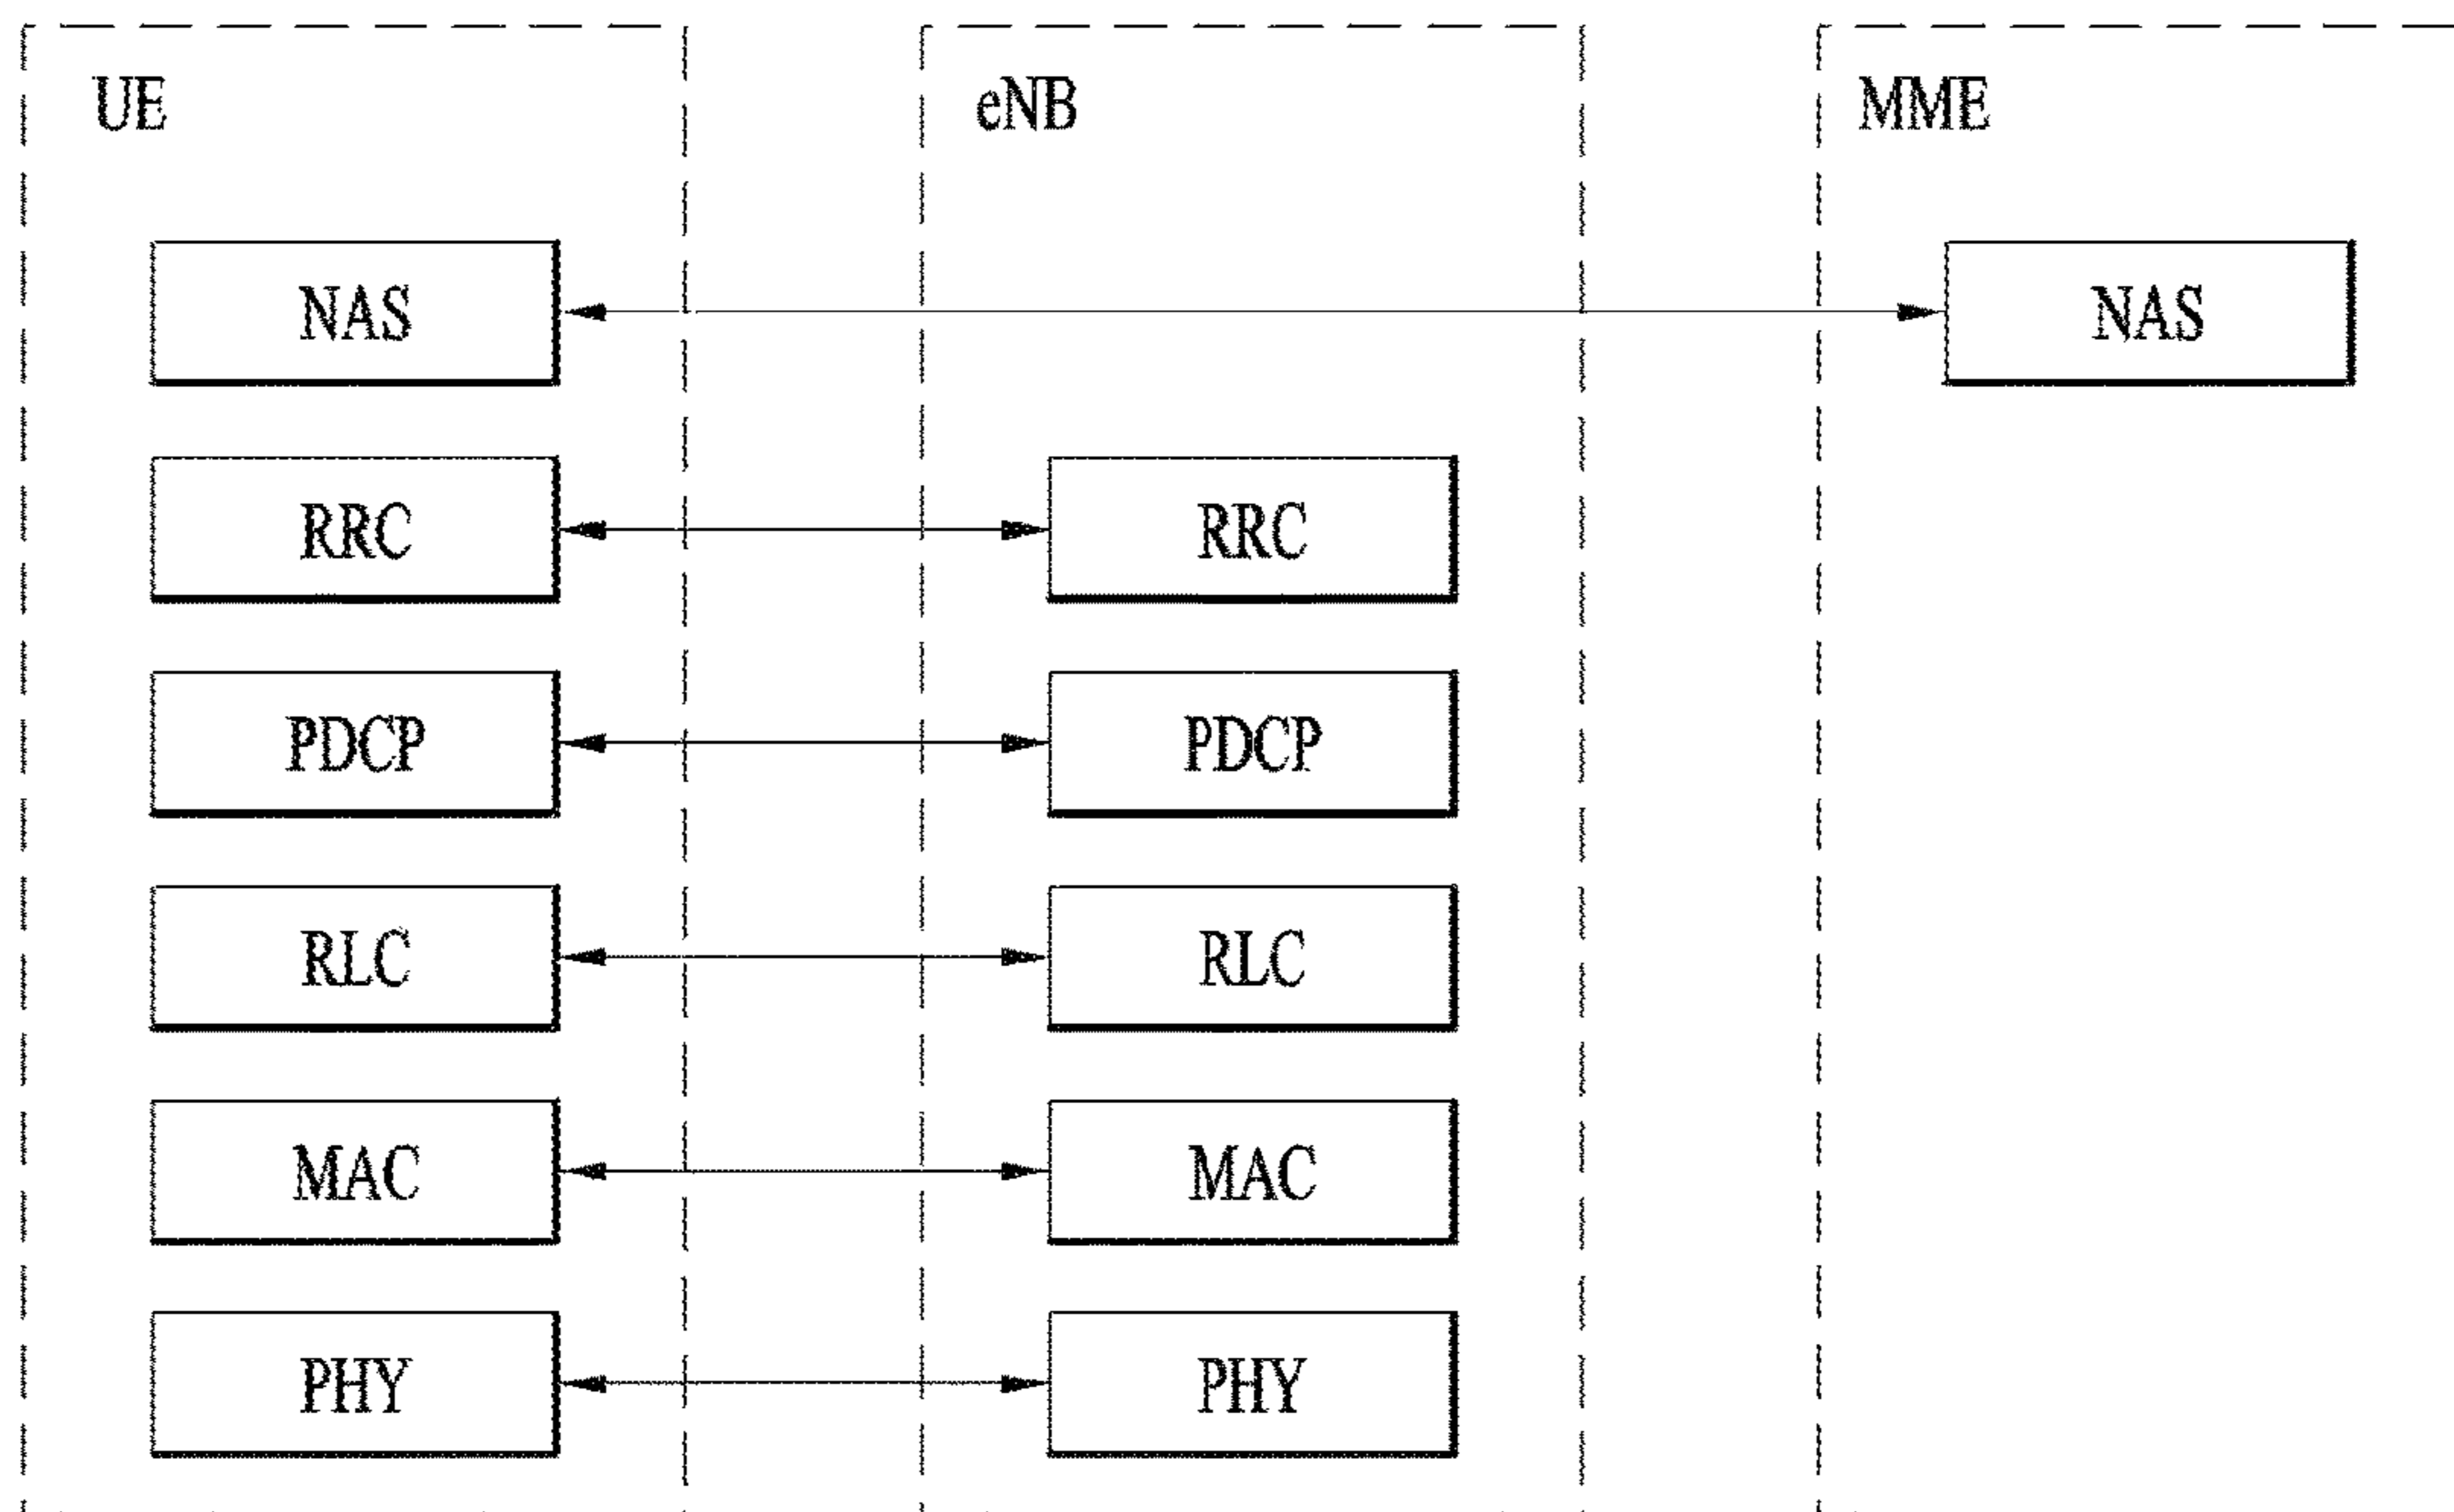 UE eNB MME
NAS NAS
RRC RRC
PDCP PDCP
RLC RLC
MAC MAC
PHY PHY